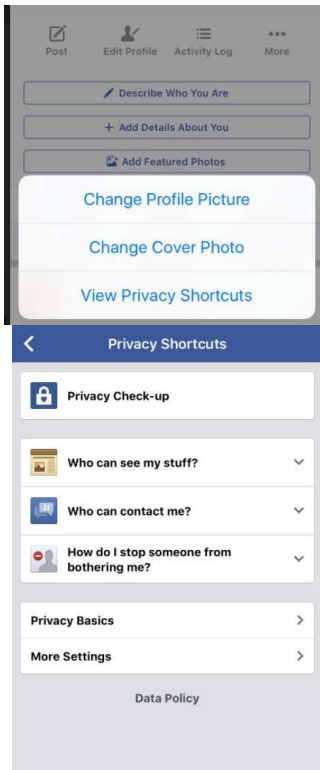 Post Edit Profile Activity Log More
Describe Who You Are
+ Add Details About You
Add Featured Photos
Change Profile Picture
Change Cover Photo
View Privacy Shortcuts
Privacy Shortcuts
Privacy Check-up
Who can see my stuff?
Who can contact me?
How do I stop someone from
bothering me?
Privacy Basics
More Settings
Data Policy